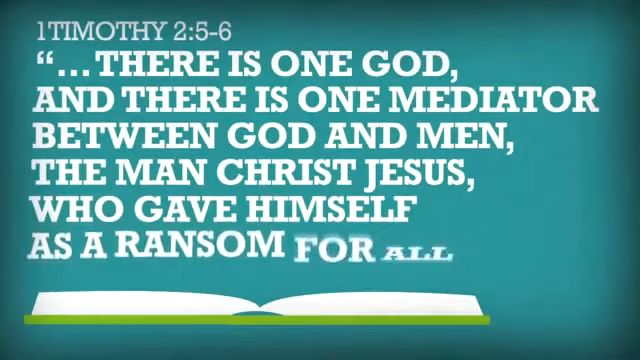 1TIMOTHY 2:5-6
“...THERE IS ONE GOD,
AND THERE IS ONE MEDIATOR
BETWEEN GOD AND MEN,
THE MAN CHRIST JESUS,
WHO GAVE HIMSELF
AS A RANSOM FOR ALL